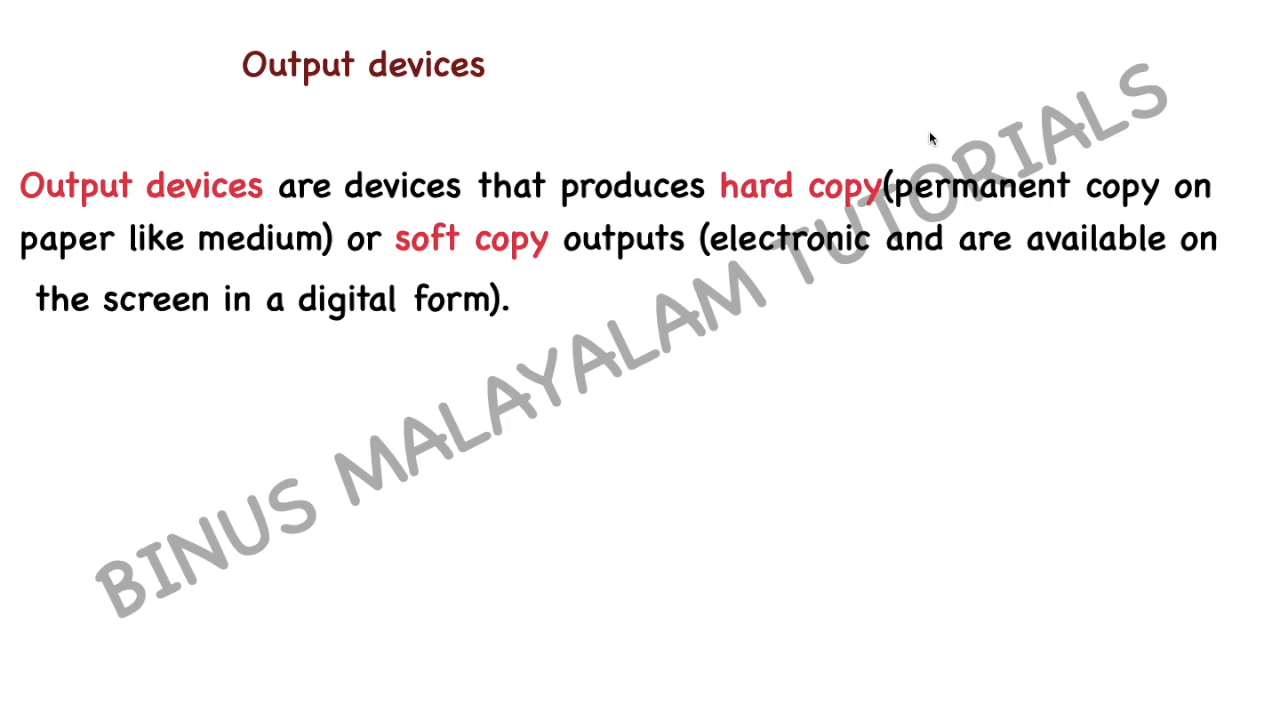 Output devices
Output devices are devices that produces hard copy(permanent copy on
paper like medium) or soft copy outputs (electronic and are available on
the screen in a digital form).
BINUS MALAYALAM TUTORIALS